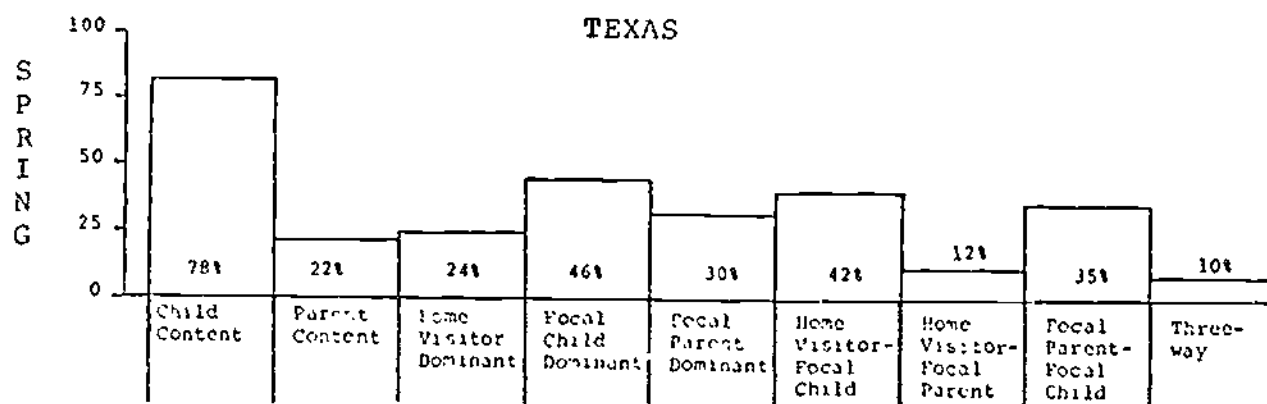 TEXAS
SPRING
100
75
50
25
0
78%
22%
24%
46%
30%
42%
12%
35%
10%
Child
Content
Parent
Content
Home
Visitor
Dominant
Focal
Child
Dominant
Focal
Parent
Dominant
Home
Visitor-
Focal
Child
Home
Visitor-
Focal
Parent
Focal
Parent-
Focal
Child
Three-
way